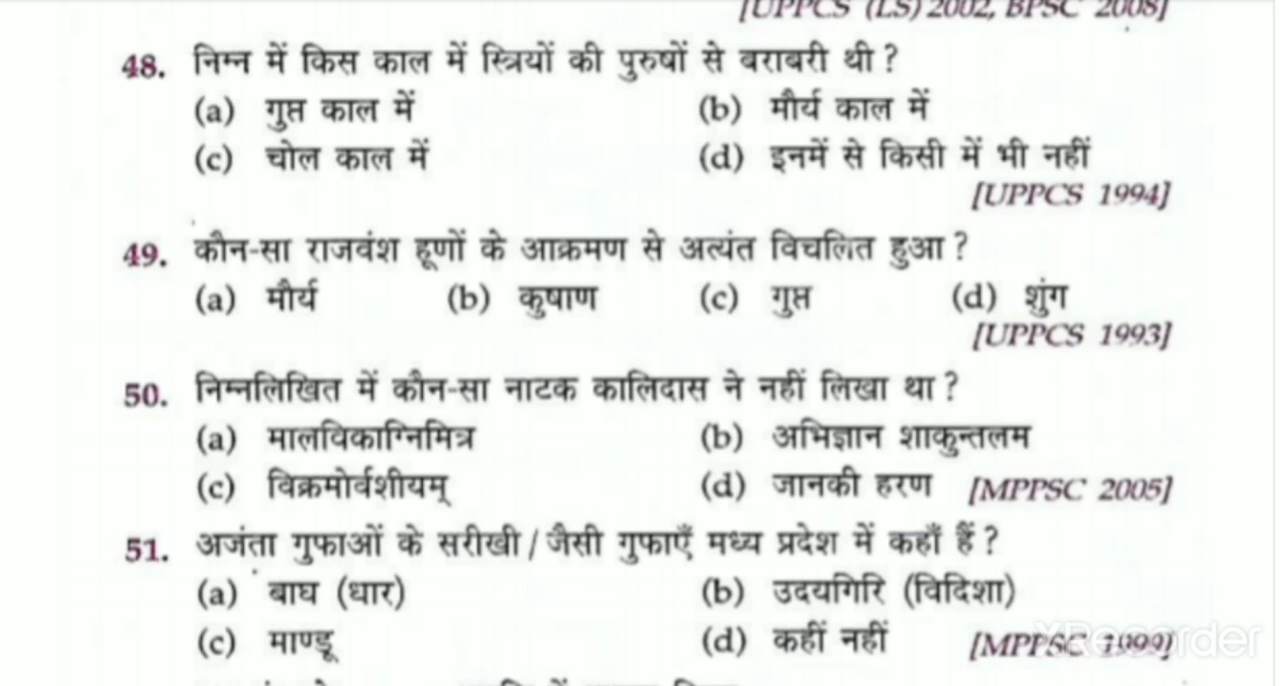 [UPPCS (LS) 2002, BPSC 2008]
48. निम्न में किस काल में स्त्रियों की पुरुषों से बराबरी थी ?
(a) गुप्त काल में (b) मौर्य काल में
(c) चोल काल में (d) इनमें से किसी में भी नहीं
[UPPCS 1994]
49. कौन-सा राजवंश हूणों के आक्रमण से अत्यंत विचलित हुआ ?
(a) मौर्य (b) कुषाण (c) गुप्त (d) शुंग
[UPPCS 1993]
50. निम्नलिखित में कौन-सा नाटक कालिदास ने नहीं लिखा था ?
(a) मालविकाग्निमित्र (b) अभिज्ञान शाकुन्तलम
(c) विक्रमोर्वशीयम् (d) जानकी हरण [MPPSC 2005]
51. अजंता गुफाओं के सरीखी / जैसी गुफाएँ मध्य प्रदेश में कहाँ हैं ?
(a) बाघ (धार) (b) उदयगिरि (विदिशा)
(c) माण्डू (d) कहीं नहीं [MPPSC 1999]
XRecorder